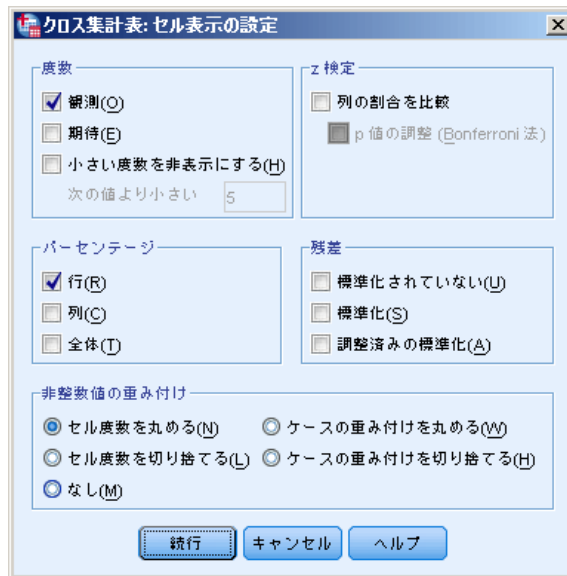 クロス集計表: セル表示の設定
度数
観測(O)
期待(E)
小さい度数を非表示にする(H)
次の値より小さい 5
z 検定
列の割合を比較
p 値の調整 (Bonferroni 法)
パーセンテージ
行(R)
列(C)
全体(T)
残差
標準化されていない(U)
標準化(S)
調整済みの標準化(A)
非整数値の重み付け
セル度数を丸める(N) ケースの重み付けを丸める(W)
セル度数を切り捨てる(L) ケースの重み付けを切り捨てる(H)
なし(M)
続行 キャンセル ヘルプ